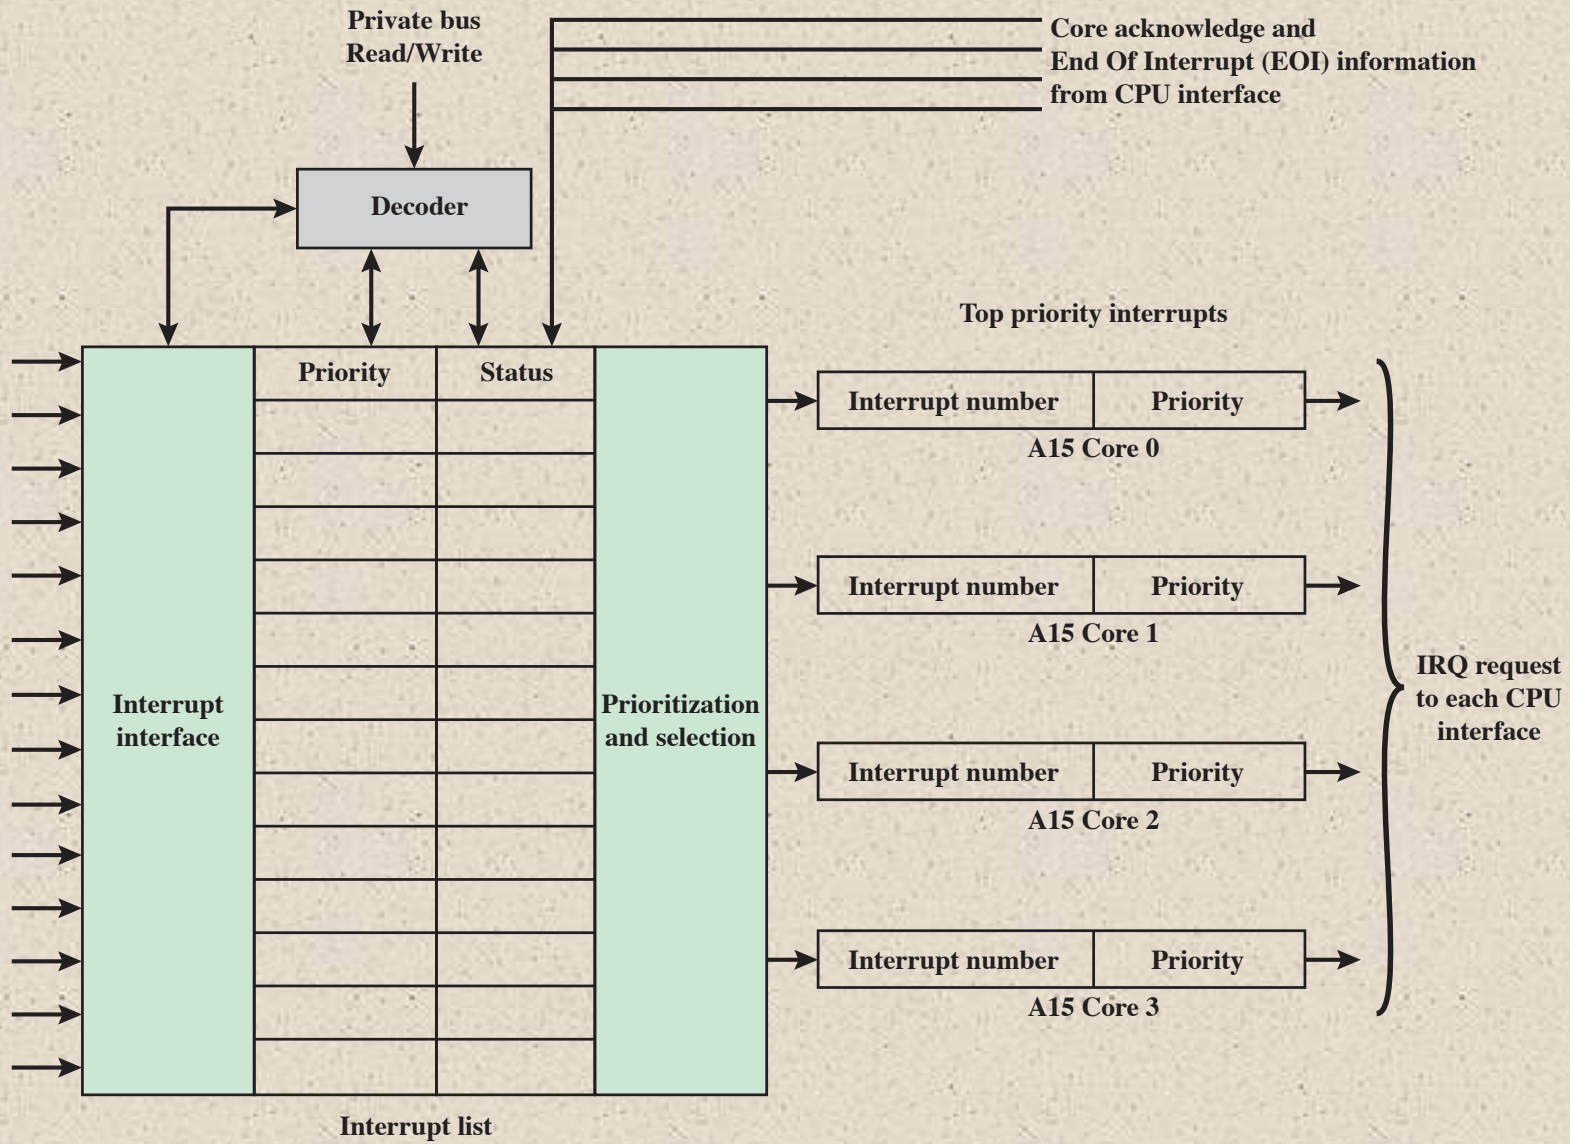 Private bus
Read/Write
Core acknowledge and
End Of Interrupt (EOI) information
from CPU interface
Decoder
Top priority interrupts
Priority
Status
Interrupt number
Priority
A15 Core 0
Interrupt number
Priority
A15 Core 1
Interrupt
interface
Prioritization
and selection
IRQ request
to each CPU
interface
Interrupt number
Priority
A15 Core 2
Interrupt number
Priority
A15 Core 3
Interrupt list